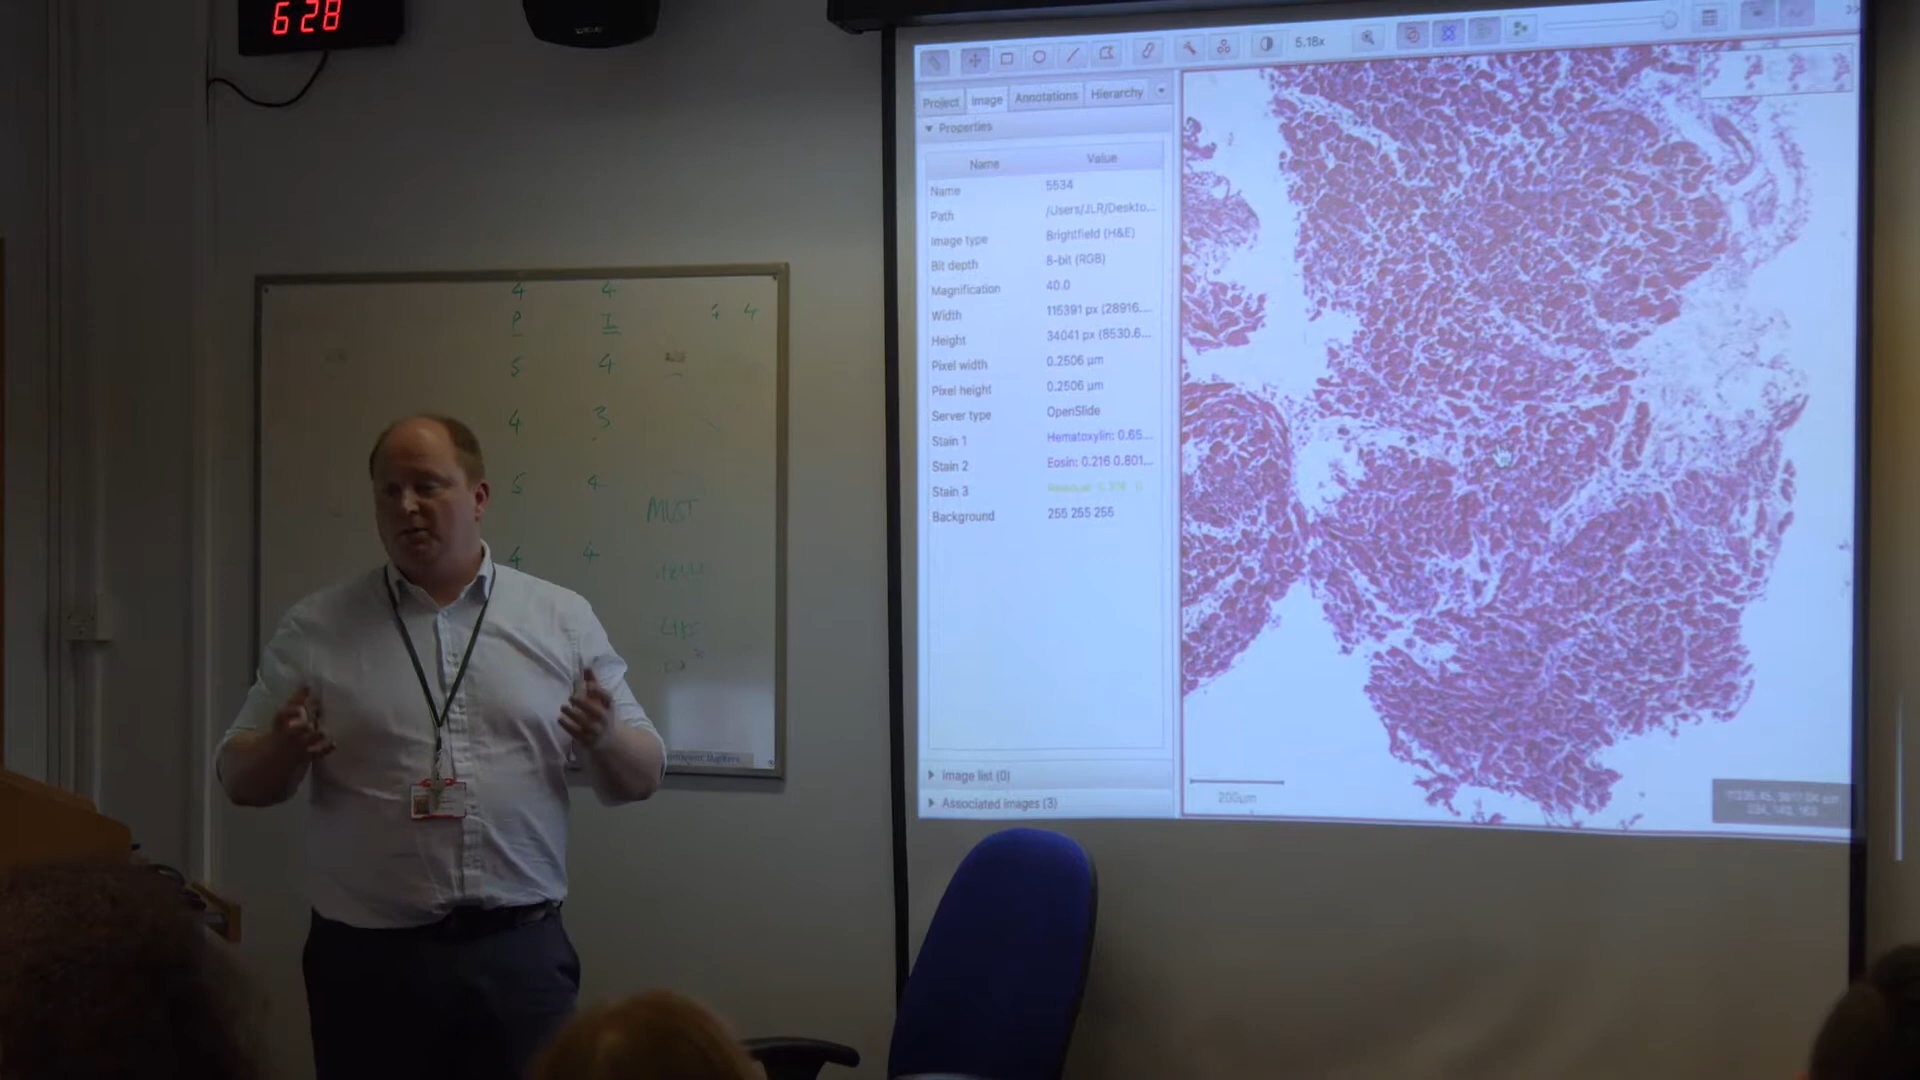 6 28
5.18x
Project Image Annotations Hierarchy
Properties
Name Value
Name 5534
Path /Users/JLR/Deskto...
Image type Brightfield (H&E)
Bit depth 8-bit (RGB)
Magnification 40.0
Width 115391 px (28916....
Height 34041 px (8530.6...
Pixel width 0.2506 µm
Pixel height 0.2506 µm
Server type OpenSlide
Stain 1 Hematoxylin: 0.65...
Stain 2 Eosin: 0.216 0.801...
Stain 3
Background 255 255 255
Image list (0)
Associated images (3)
200µm
4 4
P I
5 4
4 3
5 4
4 4
4
MUST